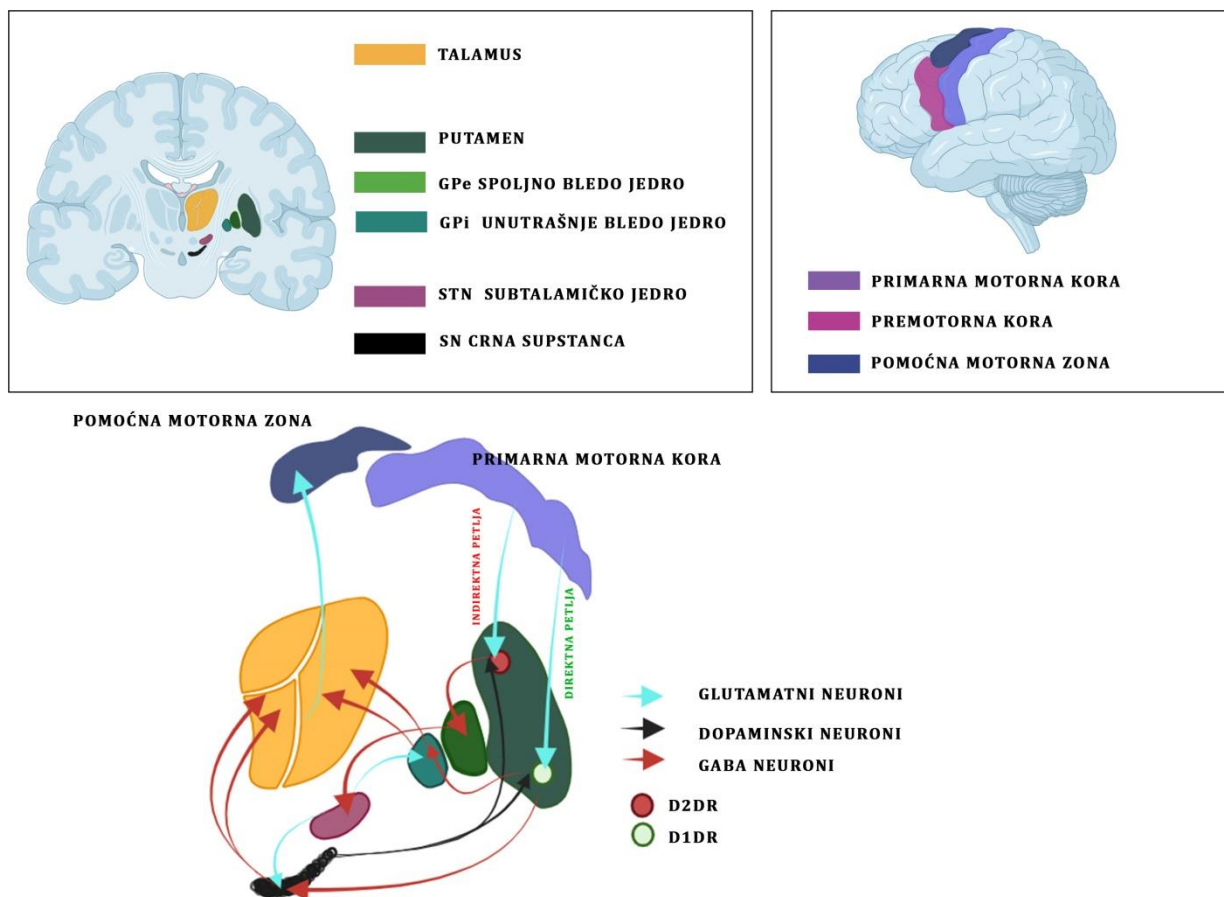 TALAMUS
PUTAMEN
GPe SPOLJNO BLEDO JEDRO
GPi UNUTRAŠNJE BLEDO JEDRO
STN SUBTALAMIČKO JEDRO
SN CRNA SUPSTANCA
PRIMARNA MOTORNA KORA
PREMOTORNA KORA
POMOĆNA MOTORNA ZONA
POMOĆNA MOTORNA ZONA
PRIMARNA MOTORNA KORA
INDIREKTNA PETLJA
DIREKTNA PETLJA
GLUTAMATNI NEURONI
DOPAMINSKI NEURONI
GABA NEURONI
D2DR
D1DR